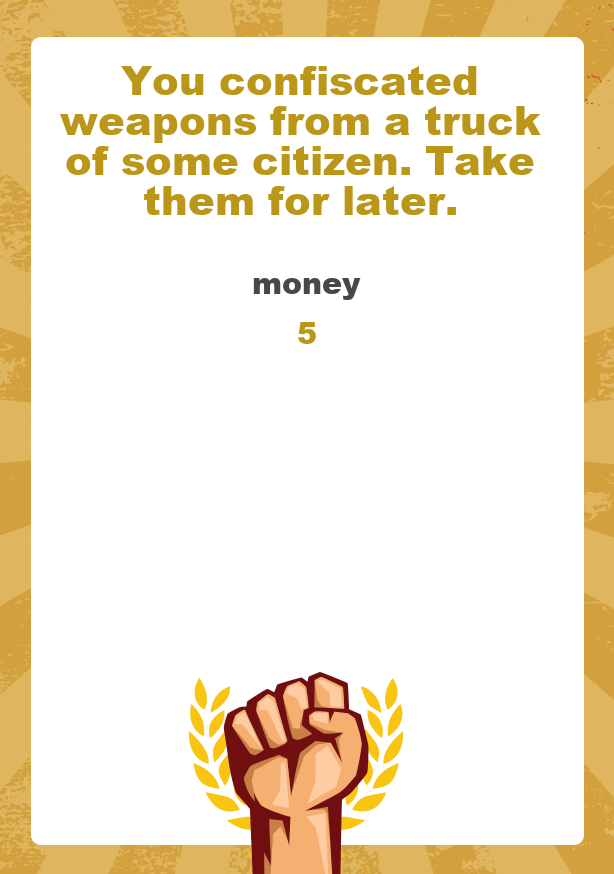 You confiscated
weapons from a truck
of some citizen. Take
them for later.
money
5